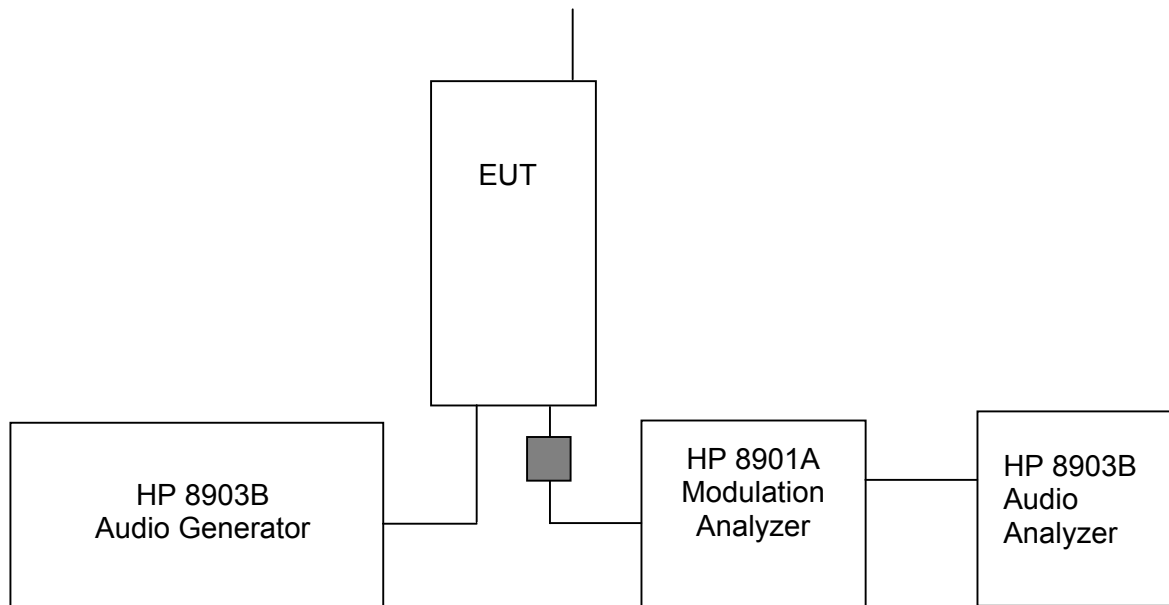 EUT
HP 8903B
Audio Generator
HP 8901A
Modulation
Analyzer
HP 8903B
Audio
Analyzer